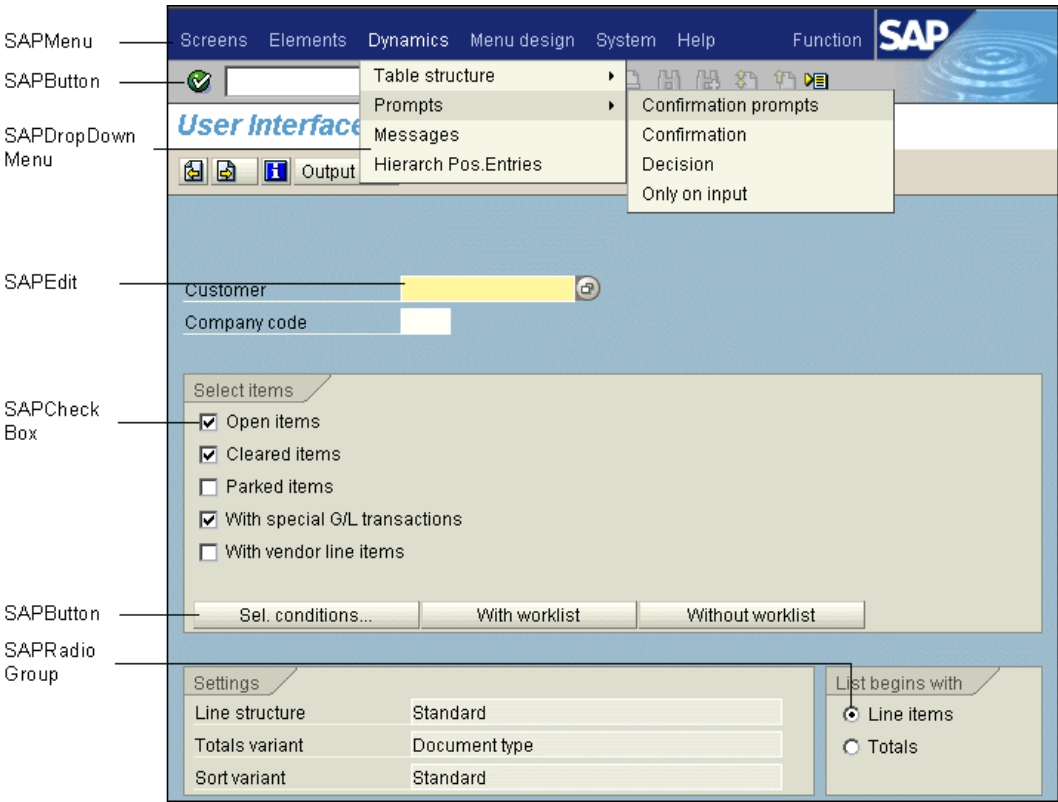 SAPMenu
Screens Elements Dynamics Menu design System Help Function SAP
SAPButton
Table structure
Prompts
Messages
Hierarch Pos.Entries
Confirmation prompts
Confirmation
Decision
Only on input
SAPDropDown
Menu
User Interface
Output
SAPEdit
Customer
Company code
Select items
SAPCheck
Box
Open items
Cleared items
Parked items
With special G/L transactions
With vendor line items
SAPButton
Sel. conditions... With worklist Without worklist
SAPRadio
Group
Settings
Line structure Standard
Totals variant Document type
Sort variant Standard
List begins with
Line items
Totals